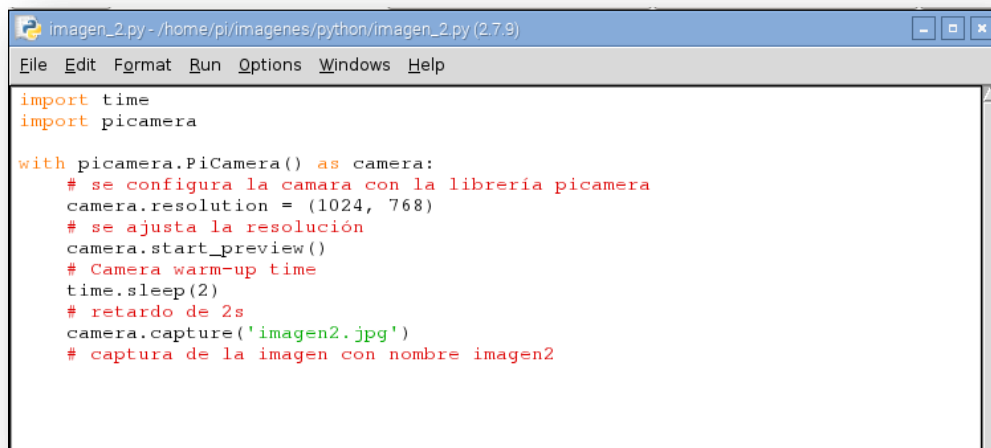 imagen_2.py - /home/pi/imagenes/python/imagen_2.py (2.7.9)
File Edit Format Run Options Windows Help
import time
import picamera
with picamera.PiCamera() as camera:
# se configura la camara con la librería picamera
camera.resolution = (1024, 768)
# se ajusta la resolución
camera.start_preview()
# Camera warm-up time
time.sleep(2)
# retardo de 2s
camera.capture('imagen2.jpg')
# captura de la imagen con nombre imagen2